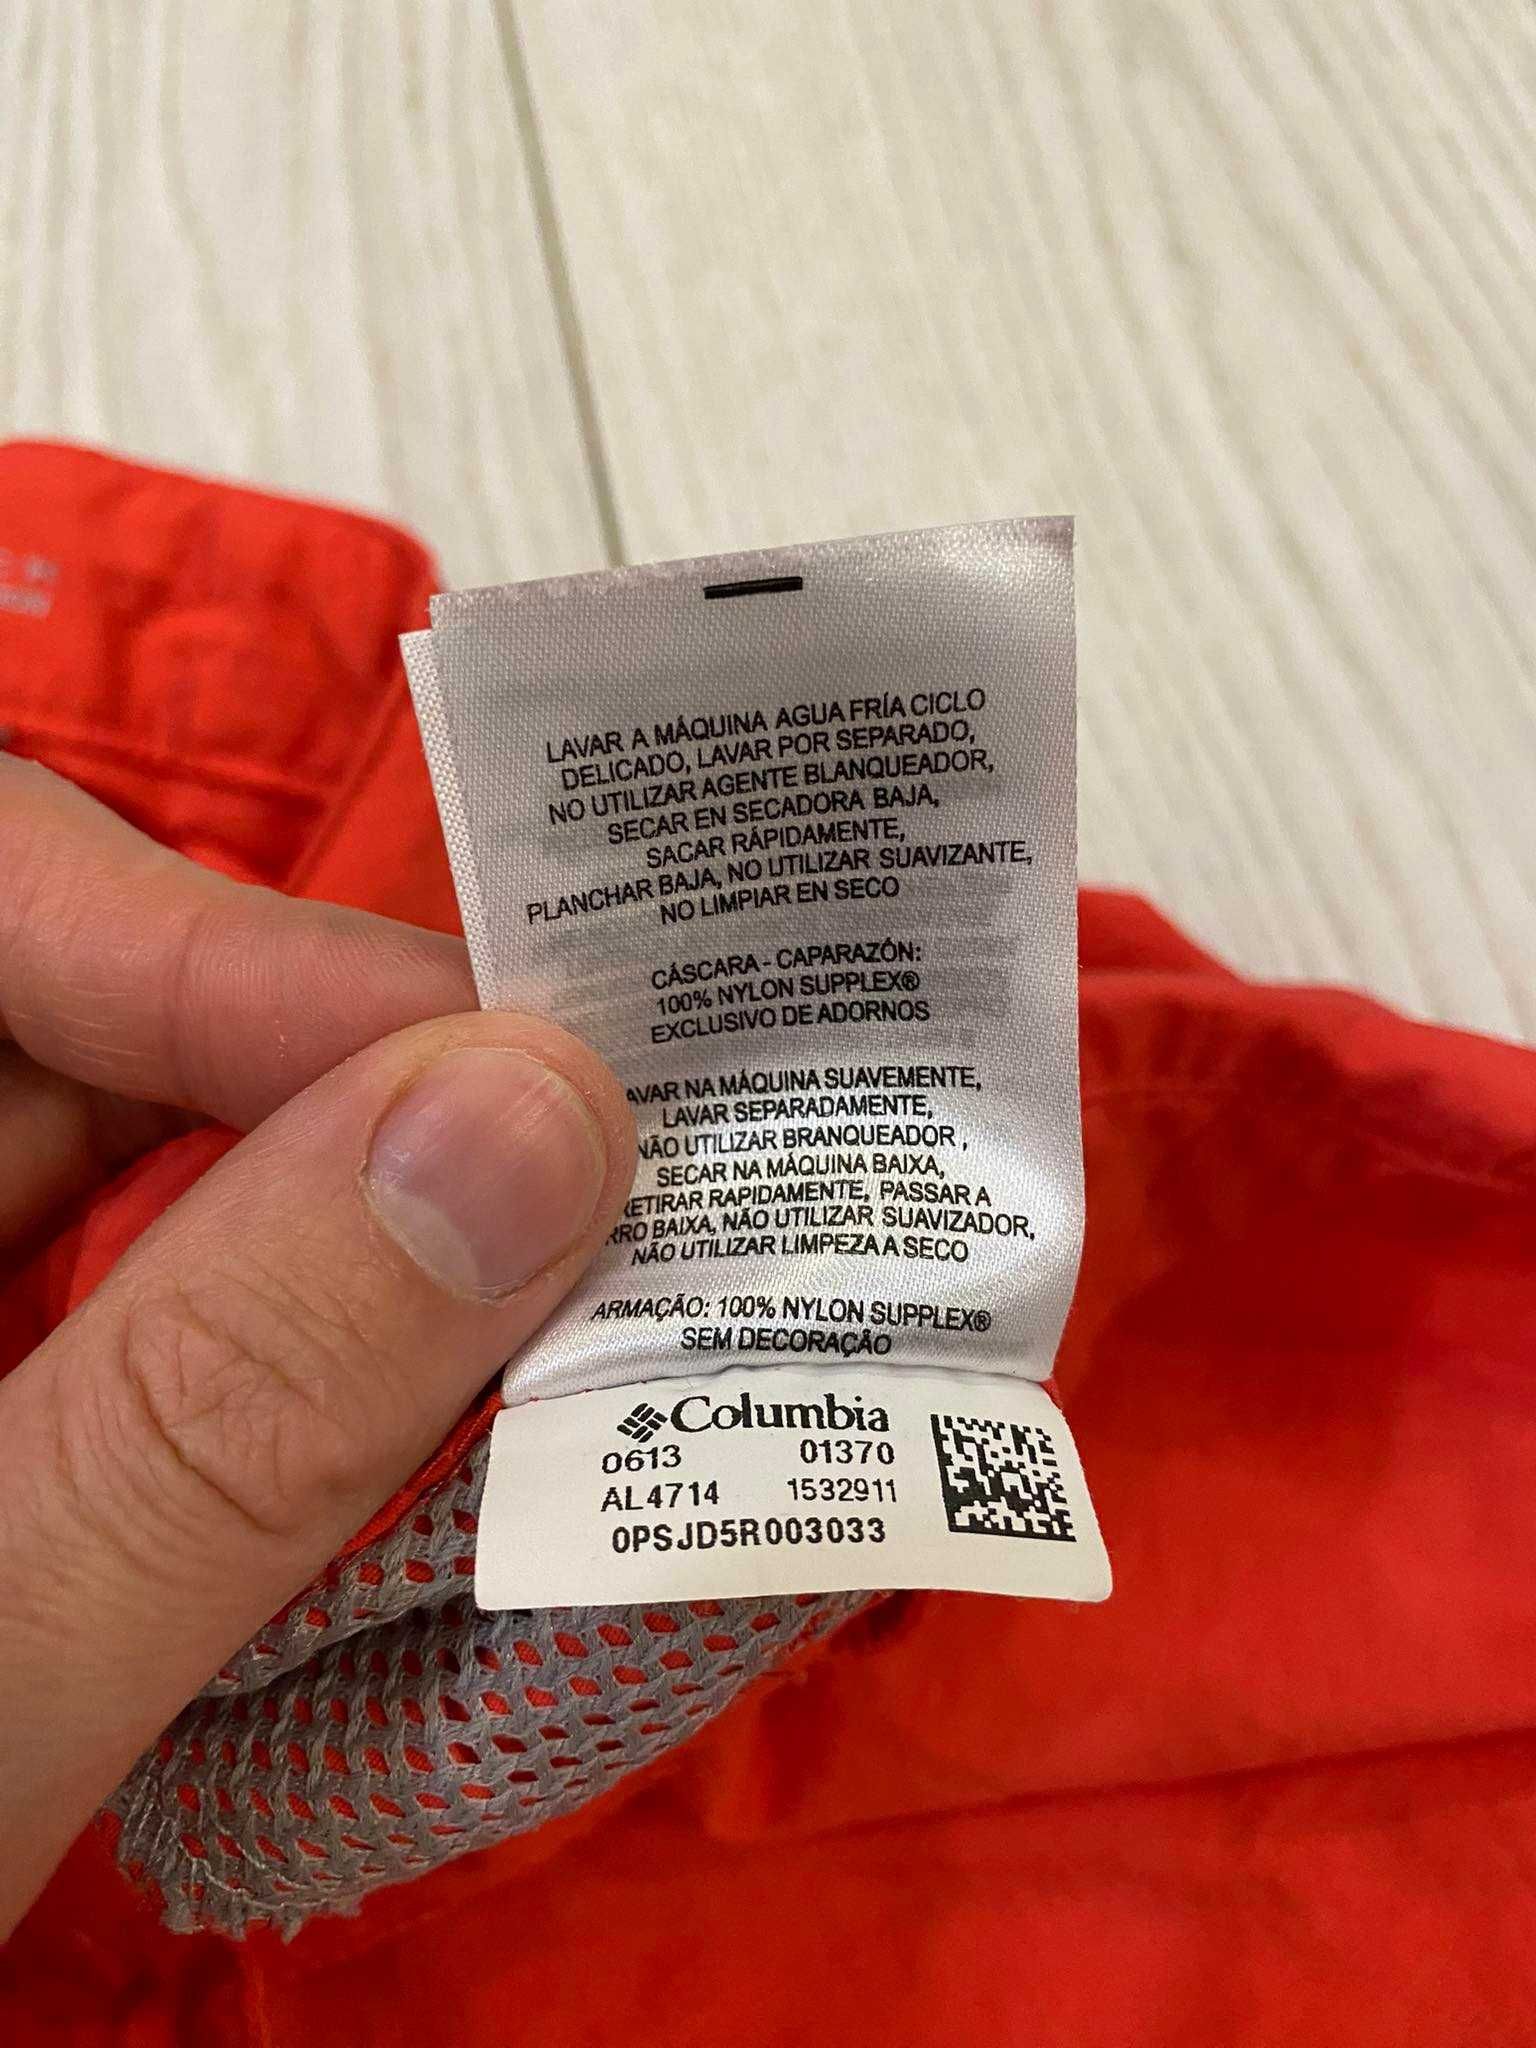 LAVAR A MÁQUINA AGUA FRÍA CICLO
DELICADO, LAVAR POR SEPARADO,
NO UTILIZAR AGENTE BLANQUEADOR,
SECAR EN SECADORA BAJA,
SACAR RÁPIDAMENTE,
PLANCHAR BAJA, NO UTILIZAR SUAVIZANTE,
NO LIMPIAR EN SECO
CÁSCARA - CAPARAZÓN:
100% NYLON SUPPLEX®
EXCLUSIVO DE ADORNOS
AVAR NA MÁQUINA SUAVEMENTE,
LAVAR SEPARADAMENTE,
NÃO UTILIZAR BRANQUEADOR ,
SECAR NA MÁQUINA BAIXA,
RETIRAR RAPIDAMENTE, PASSAR A
RRO BAIXA, NÃO UTILIZAR SUAVIZADOR,
NÃO UTILIZAR LIMPEZA A SECO
ARMAÇÃO: 100% NYLON SUPPLEX®
SEM DECORAÇÃO
Columbia
0613 01370
AL4714 1532911
0PSJD5R003033